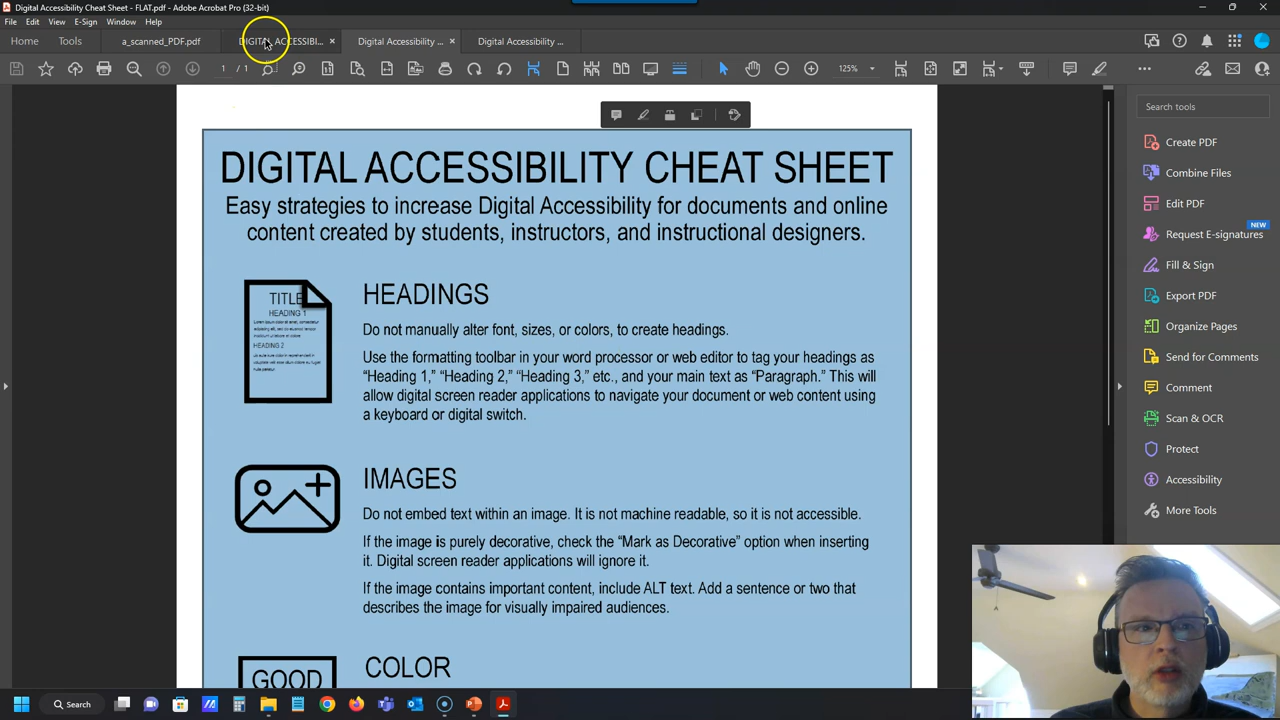 Digital Accessibility Cheat Sheet - FLAT.pdf - Adobe Acrobat Pro (32-bit)
File Edit View E-Sign Window Help
Home Tools a_scanned_PDF.pdf DIGITAL ACCESSIBI... × Digital Accessibility ... × Digital Accessibility ...
1 / 1 125%
Search tools
Create PDF
Combine Files
Edit PDF
NEW
Request E-signatures
Fill & Sign
Export PDF
Organize Pages
Send for Comments
Comment
Scan & OCR
Protect
Accessibility
More Tools
DIGITAL ACCESSIBILITY CHEAT SHEET
Easy strategies to increase Digital Accessibility for documents and online
content created by students, instructors, and instructional designers.
TITLE
HEADING 1
HEADING 2
HEADINGS
Do not manually alter font, sizes, or colors, to create headings.
Use the formatting toolbar in your word processor or web editor to tag your headings as
“Heading 1,” “Heading 2,” “Heading 3,” etc., and your main text as “Paragraph.” This will
allow digital screen reader applications to navigate your document or web content using
a keyboard or digital switch.
IMAGES
Do not embed text within an image. It is not machine readable, so it is not accessible.
If the image is purely decorative, check the “Mark as Decorative” option when inserting
it. Digital screen reader applications will ignore it.
If the image contains important content, include ALT text. Add a sentence or two that
describes the image for visually impaired audiences.
GOOD
COLOR
Search